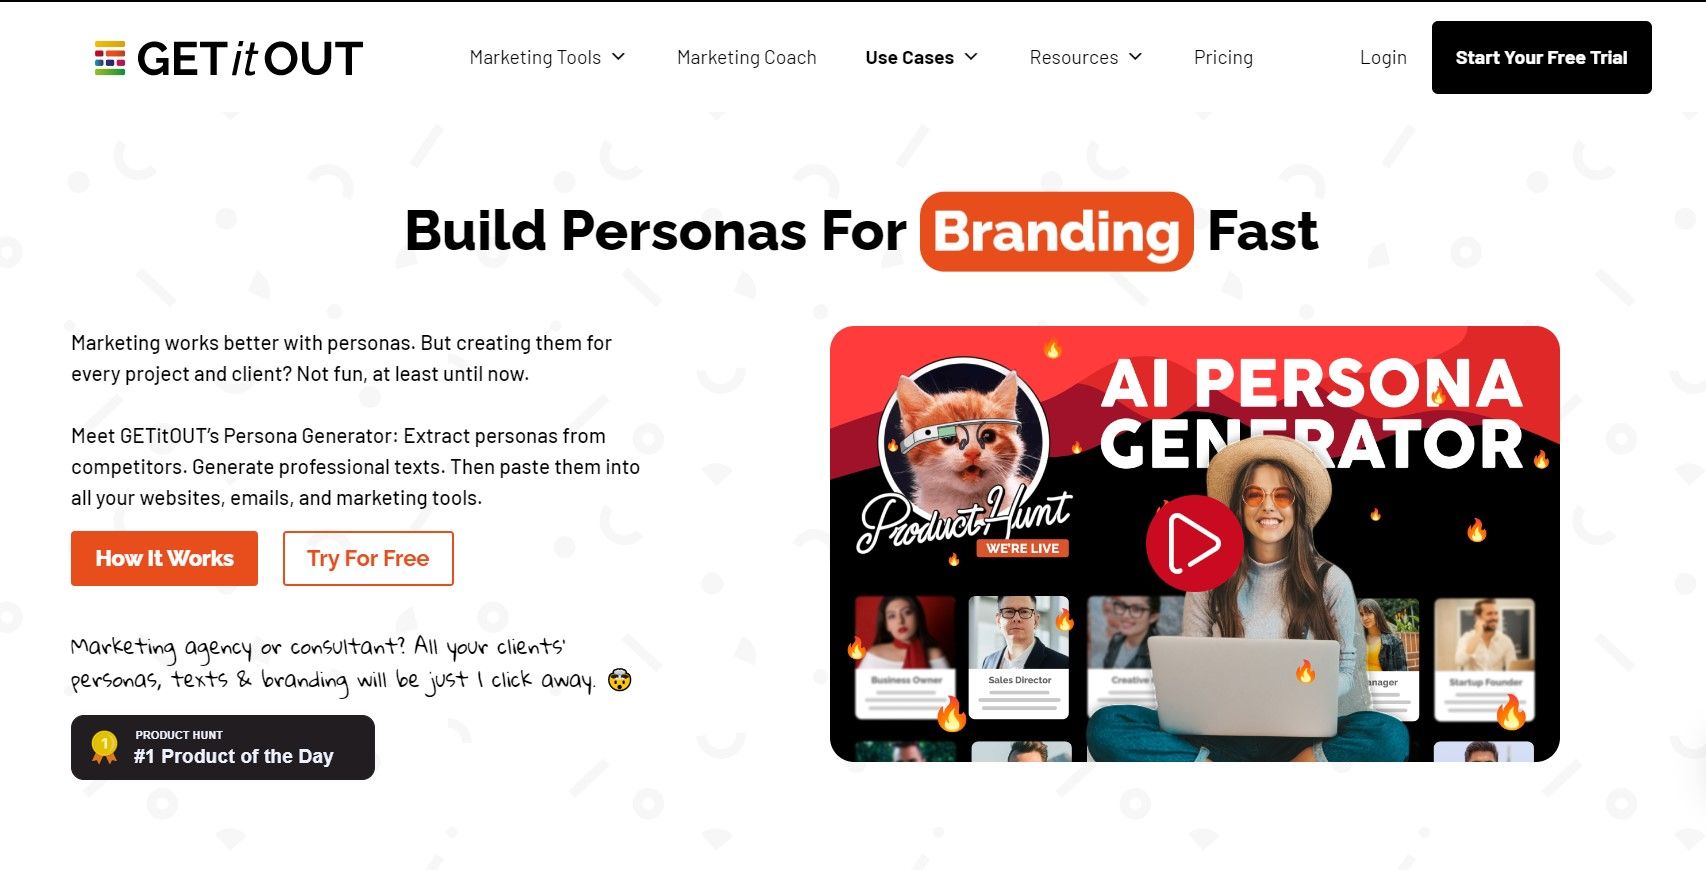 GETitOUT
Marketing Tools
Marketing Coach
Use Cases
Resources
Pricing
Login
Start Your Free Trial
Build Personas For Branding Fast
Marketing works better with personas. But creating them for
every project and client? Not fun, at least until now.
Meet GETitOUT's Persona Generator: Extract personas from
competitors. Generate professional texts. Then paste them into
all your websites, emails, and marketing tools.
How It Works
Try For Free
Marketing agency or consultant? All your clients'
personas, texts & branding will be just 1 click away.
PRODUCT HUNT
1
#1 Product of the Day
AI PERSONA
GENERATOR
Product Hunt
WE'RE LIVE
Business Owner
Sales Director
Creative
anager
Startup Founder